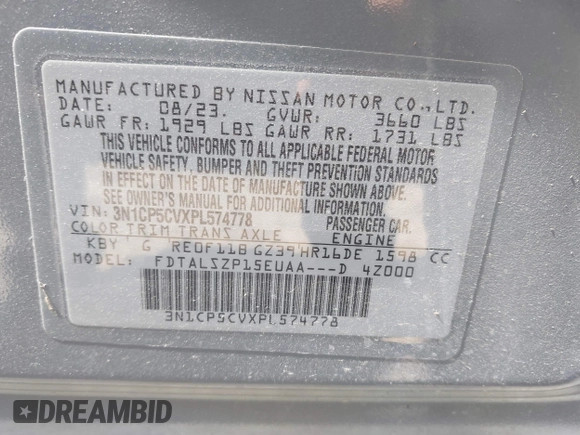 MANUFACTURED BY NISSAN MOTOR CO., LTD.
DATE: 08/23. GVWR: 3660 LBS
GAWR FR: 1929 LBS GAWR RR: 1731 LBS
THIS VEHICLE CONFORMS TO ALL APPLICABLE FEDERAL MOTOR
VEHICLE SAFETY, BUMPER AND THEFT PREVENTION STANDARDS
IN EFFECT ON THE DATE OF MANUFACTURE SHOWN ABOVE.
SEE OWNER'S MANUAL FOR ADDITIONAL INFORMATION.
VIN: 3N1CP5CVXPL574778 PASSENGER CAR.
COLOR TRIM TRANS AXLE ENGINE
KBY G RE0F11B GZ39 HR16DE 1598 CC
MODEL: FDTALSZP15EUAA---D 4Z000
3N1CP5CVXPL574778
DREAMBID